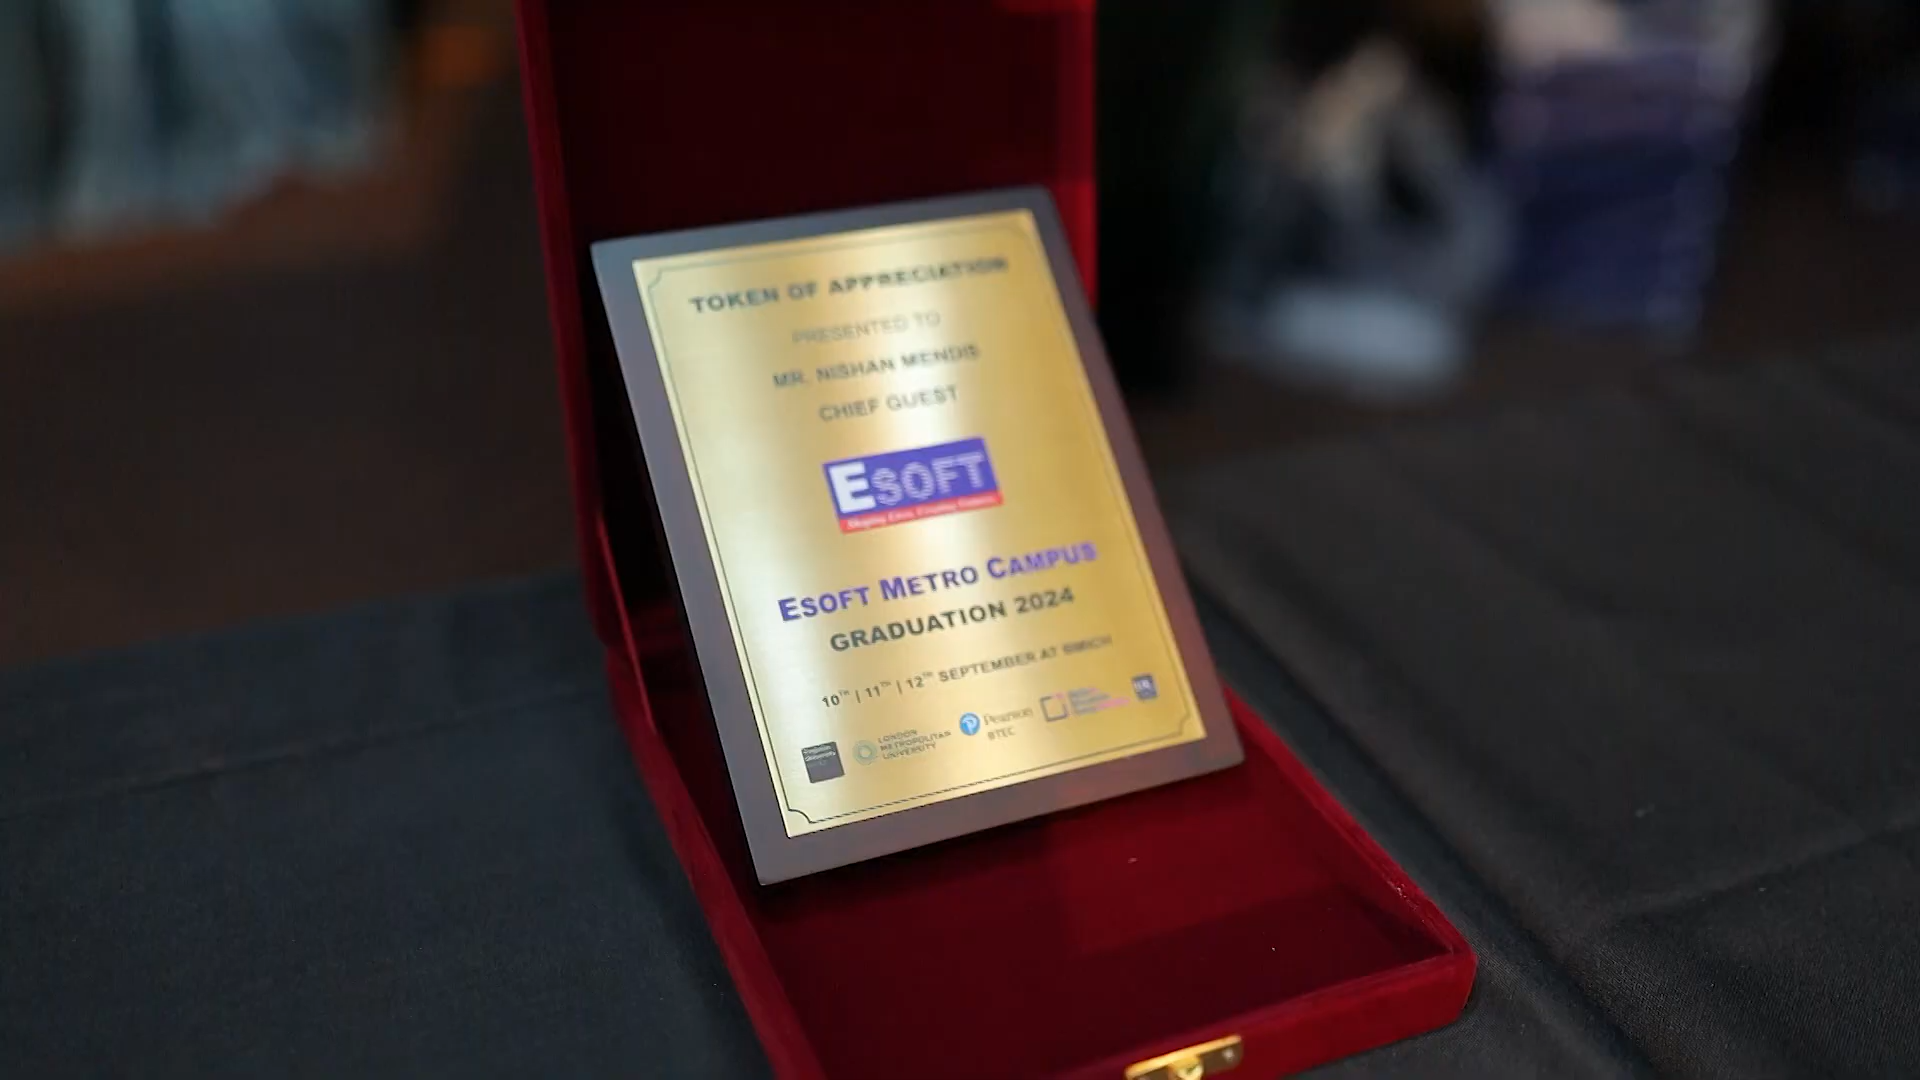 TOKEN OF APPRECIATION
PRESENTED TO
MR. NISHAN MENDIS
CHIEF GUEST
ESOFT
ESOFT METRO CAMPUS
GRADUATION 2024
10TH | 11TH | 12TH SEPTEMBER AT BMICH
LONDON
METROPOLITAN
UNIVERSITY
Pearson
BTEC